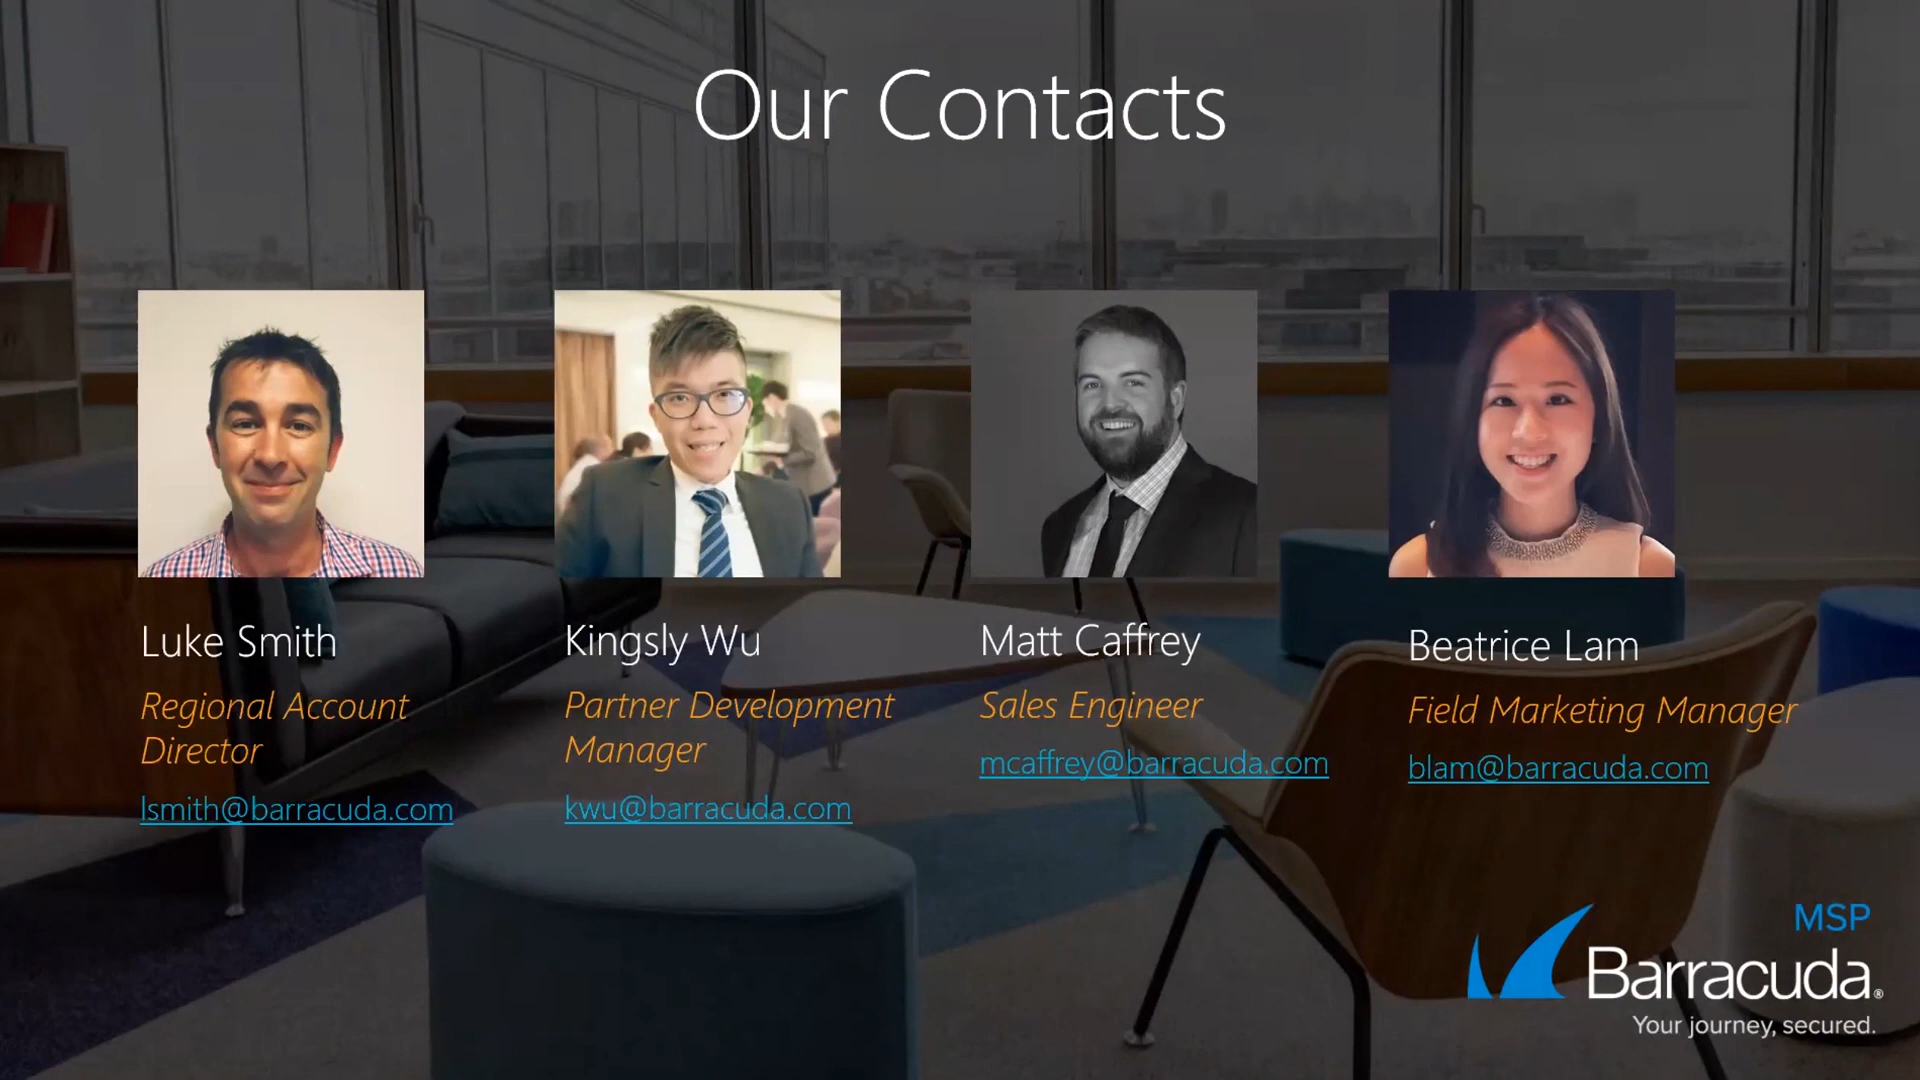 Our Contacts
Luke Smith
Regional Account
Director
lsmith@barracuda.com
Kingsly Wu
Partner Development
Manager
kwu@barracuda.com
Matt Caffrey
Sales Engineer
mcaffrey@barracuda.com
Beatrice Lam
Field Marketing Manager
blam@barracuda.com
MSP
Barracuda®
Your journey, secured.